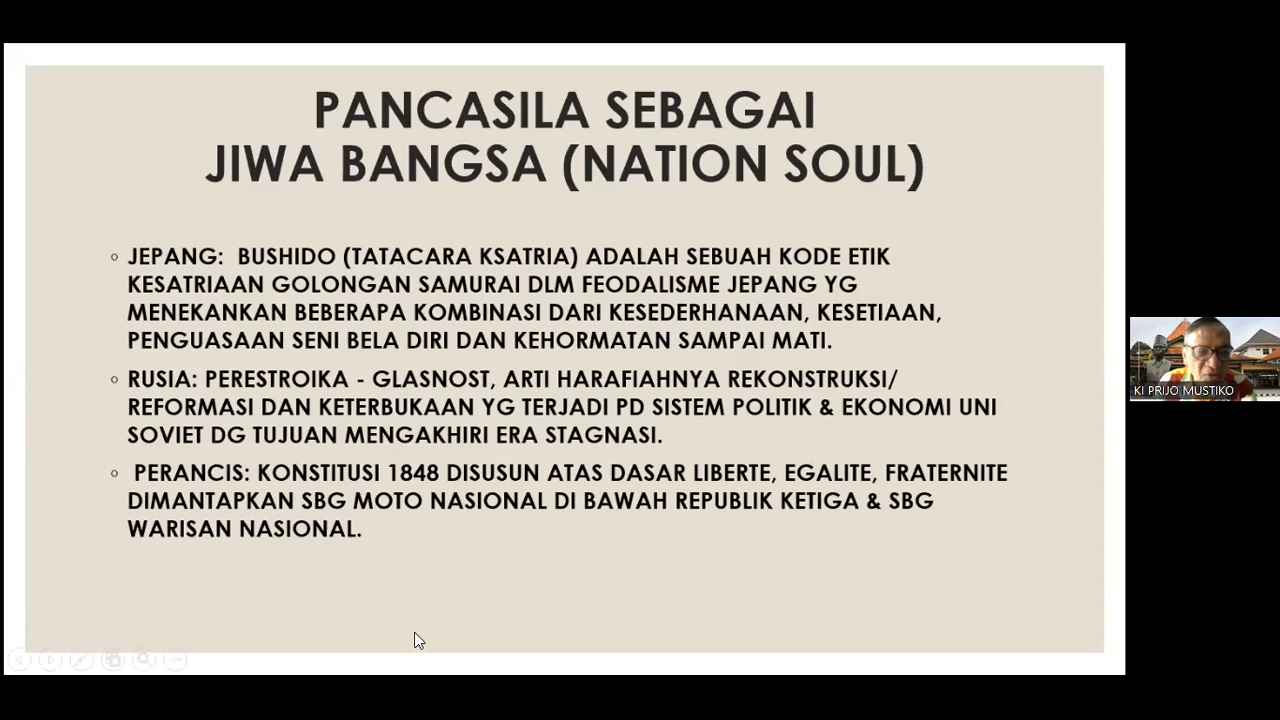 PANCASILA SEBAGAI
JIWA BANGSA (NATION SOUL)
JEPANG: BUSHIDO (TATACARA KSATRIA) ADALAH SEBUAH KODE ETIK
KESATRIAAN GOLONGAN SAMURAI DLM FEODALISME JEPANG YG
MENEKANKAN BEBERAPA KOMBINASI DARI KESEDERHANAAN, KESETIAAN,
PENGUASAAN SENI BELA DIRI DAN KEHORMATAN SAMPAI MATI.
RUSIA: PERESTROIKA - GLASNOST, ARTI HARAFIAHNYA REKONSTRUKSI/
REFORMASI DAN KETERBUKAAN YG TERJADI PD SISTEM POLITIK & EKONOMI UNI
SOVIET DG TUJUAN MENGAKHIRI ERA STAGNASI.
PERANCIS: KONSTITUSI 1848 DISUSUN ATAS DASAR LIBERTE, EGALITE, FRATERNITE
DIMANTAPKAN SBG MOTO NASIONAL DI BAWAH REPUBLIK KETIGA & SBG
WARISAN NASIONAL.
KI PRIJO MUSTIKO